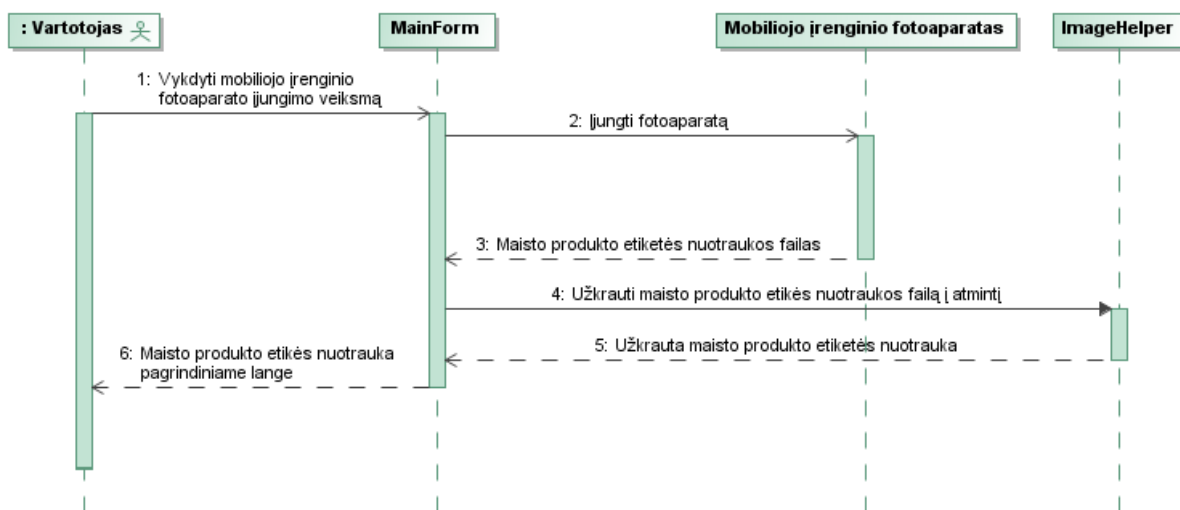 : Vartotojas
MainForm
Mobiliojo įrenginio fotoaparatas
ImageHelper
1: Vykdyti mobiliojo įrenginio
fotoaparato įjungimo veiksmą
2: Įjungti fotoaparatą
3: Maisto produkto etiketės nuotraukos failas
4: Užkrauti maisto produkto etikės nuotraukos failą į atmintį
5: Užkrauta maisto produkto etiketės nuotrauka
6: Maisto produkto etikės nuotrauka
pagrindiniame lange